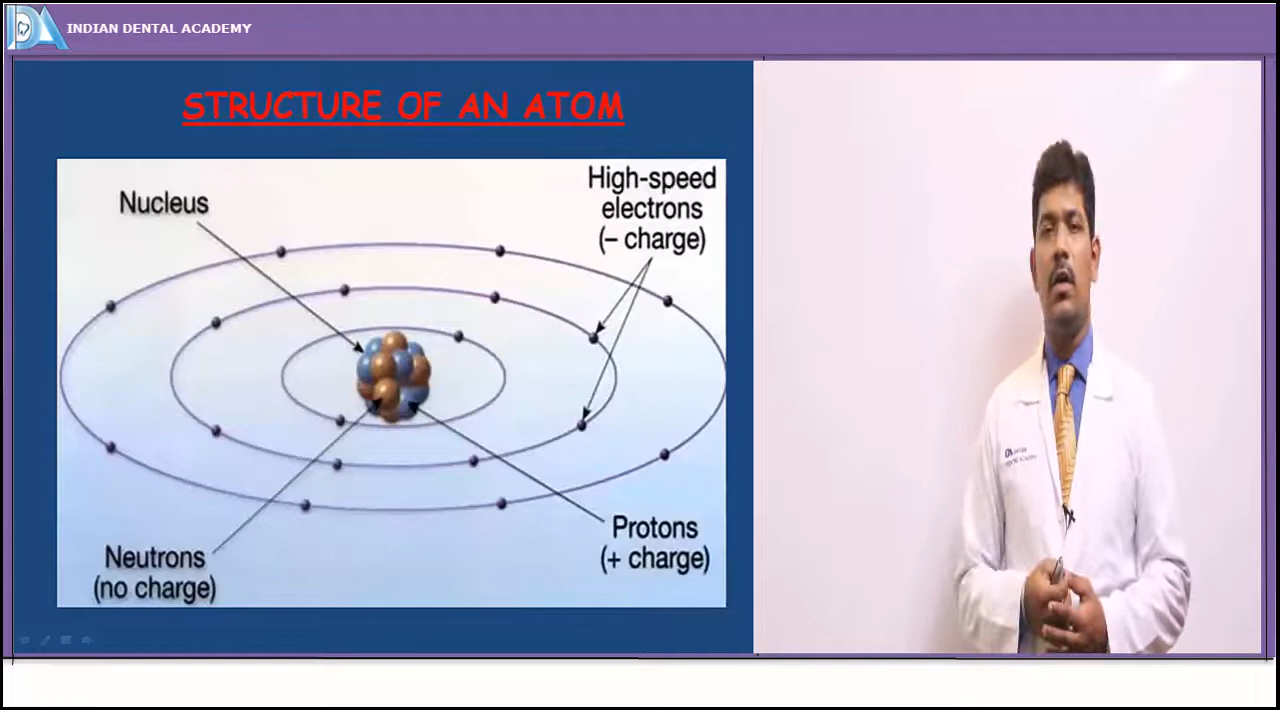 INDIAN DENTAL ACADEMY
STRUCTURE OF AN ATOM
Nucleus
High-speed
electrons
(– charge)
Neutrons
(no charge)
Protons
(+ charge)